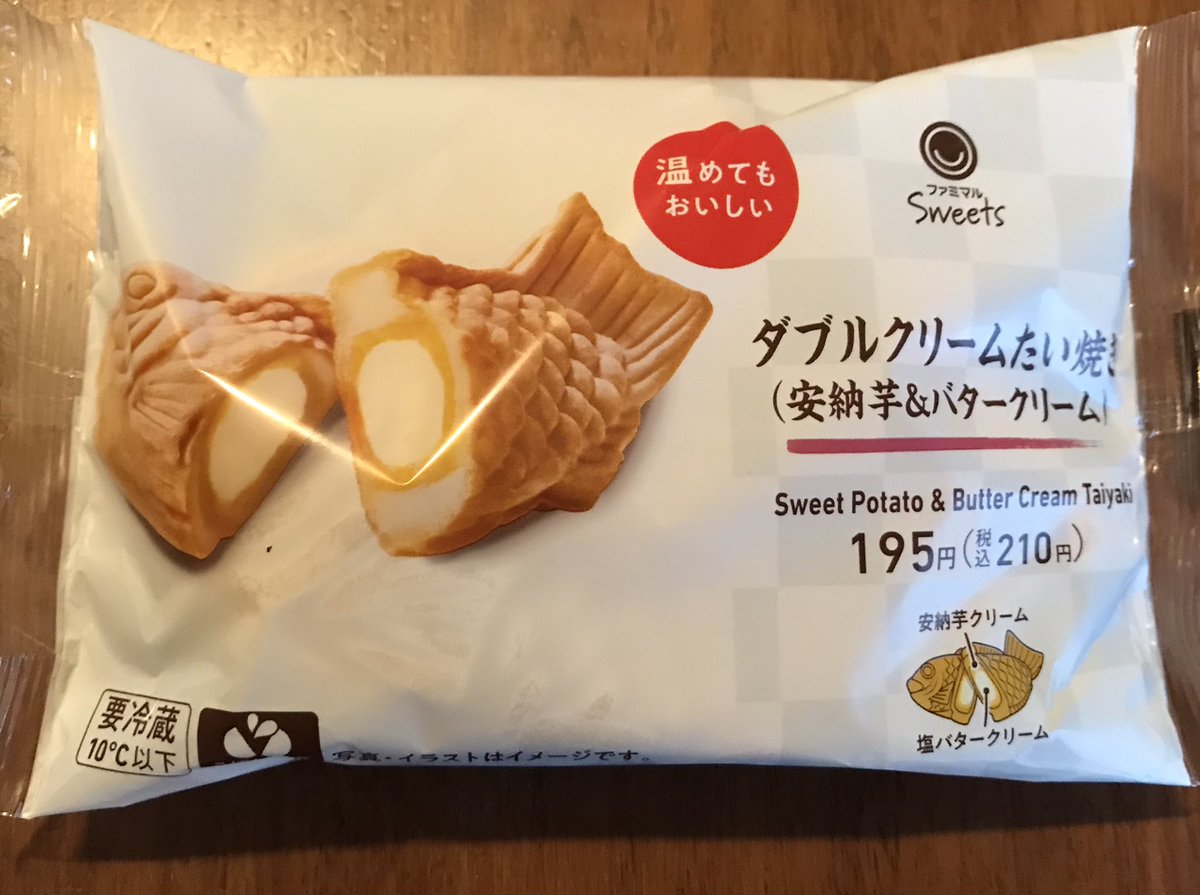 温めても
おいしい
ファミマル
Sweets
ダブルクリームたい焼き
(安納芋&バタークリーム)
Sweet Potato & Butter Cream Taiyaki
195円(税込210円)
安納芋クリーム
塩バタークリーム
要冷蔵
10°C以下
写真・イラストはイメージです。